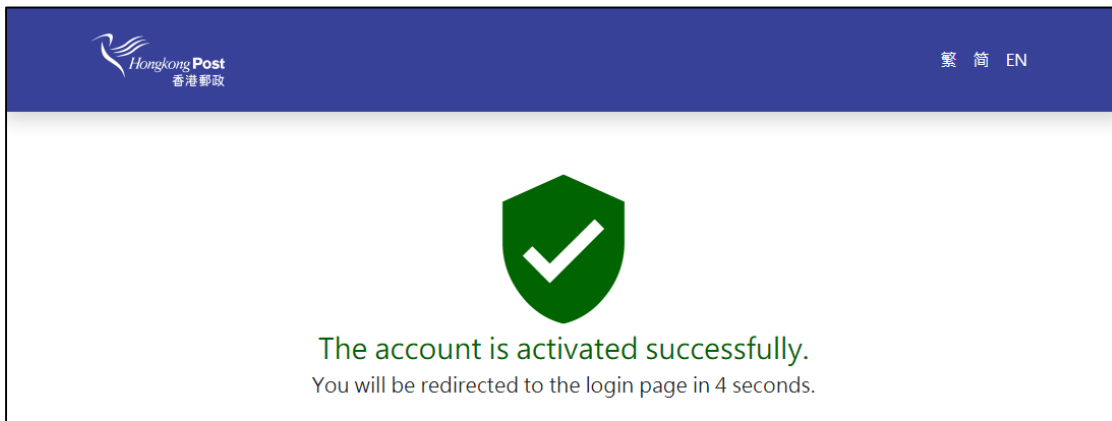 Hongkong Post
香港郵政
繁 简 EN
The account is activated successfully.
You will be redirected to the login page in 4 seconds.